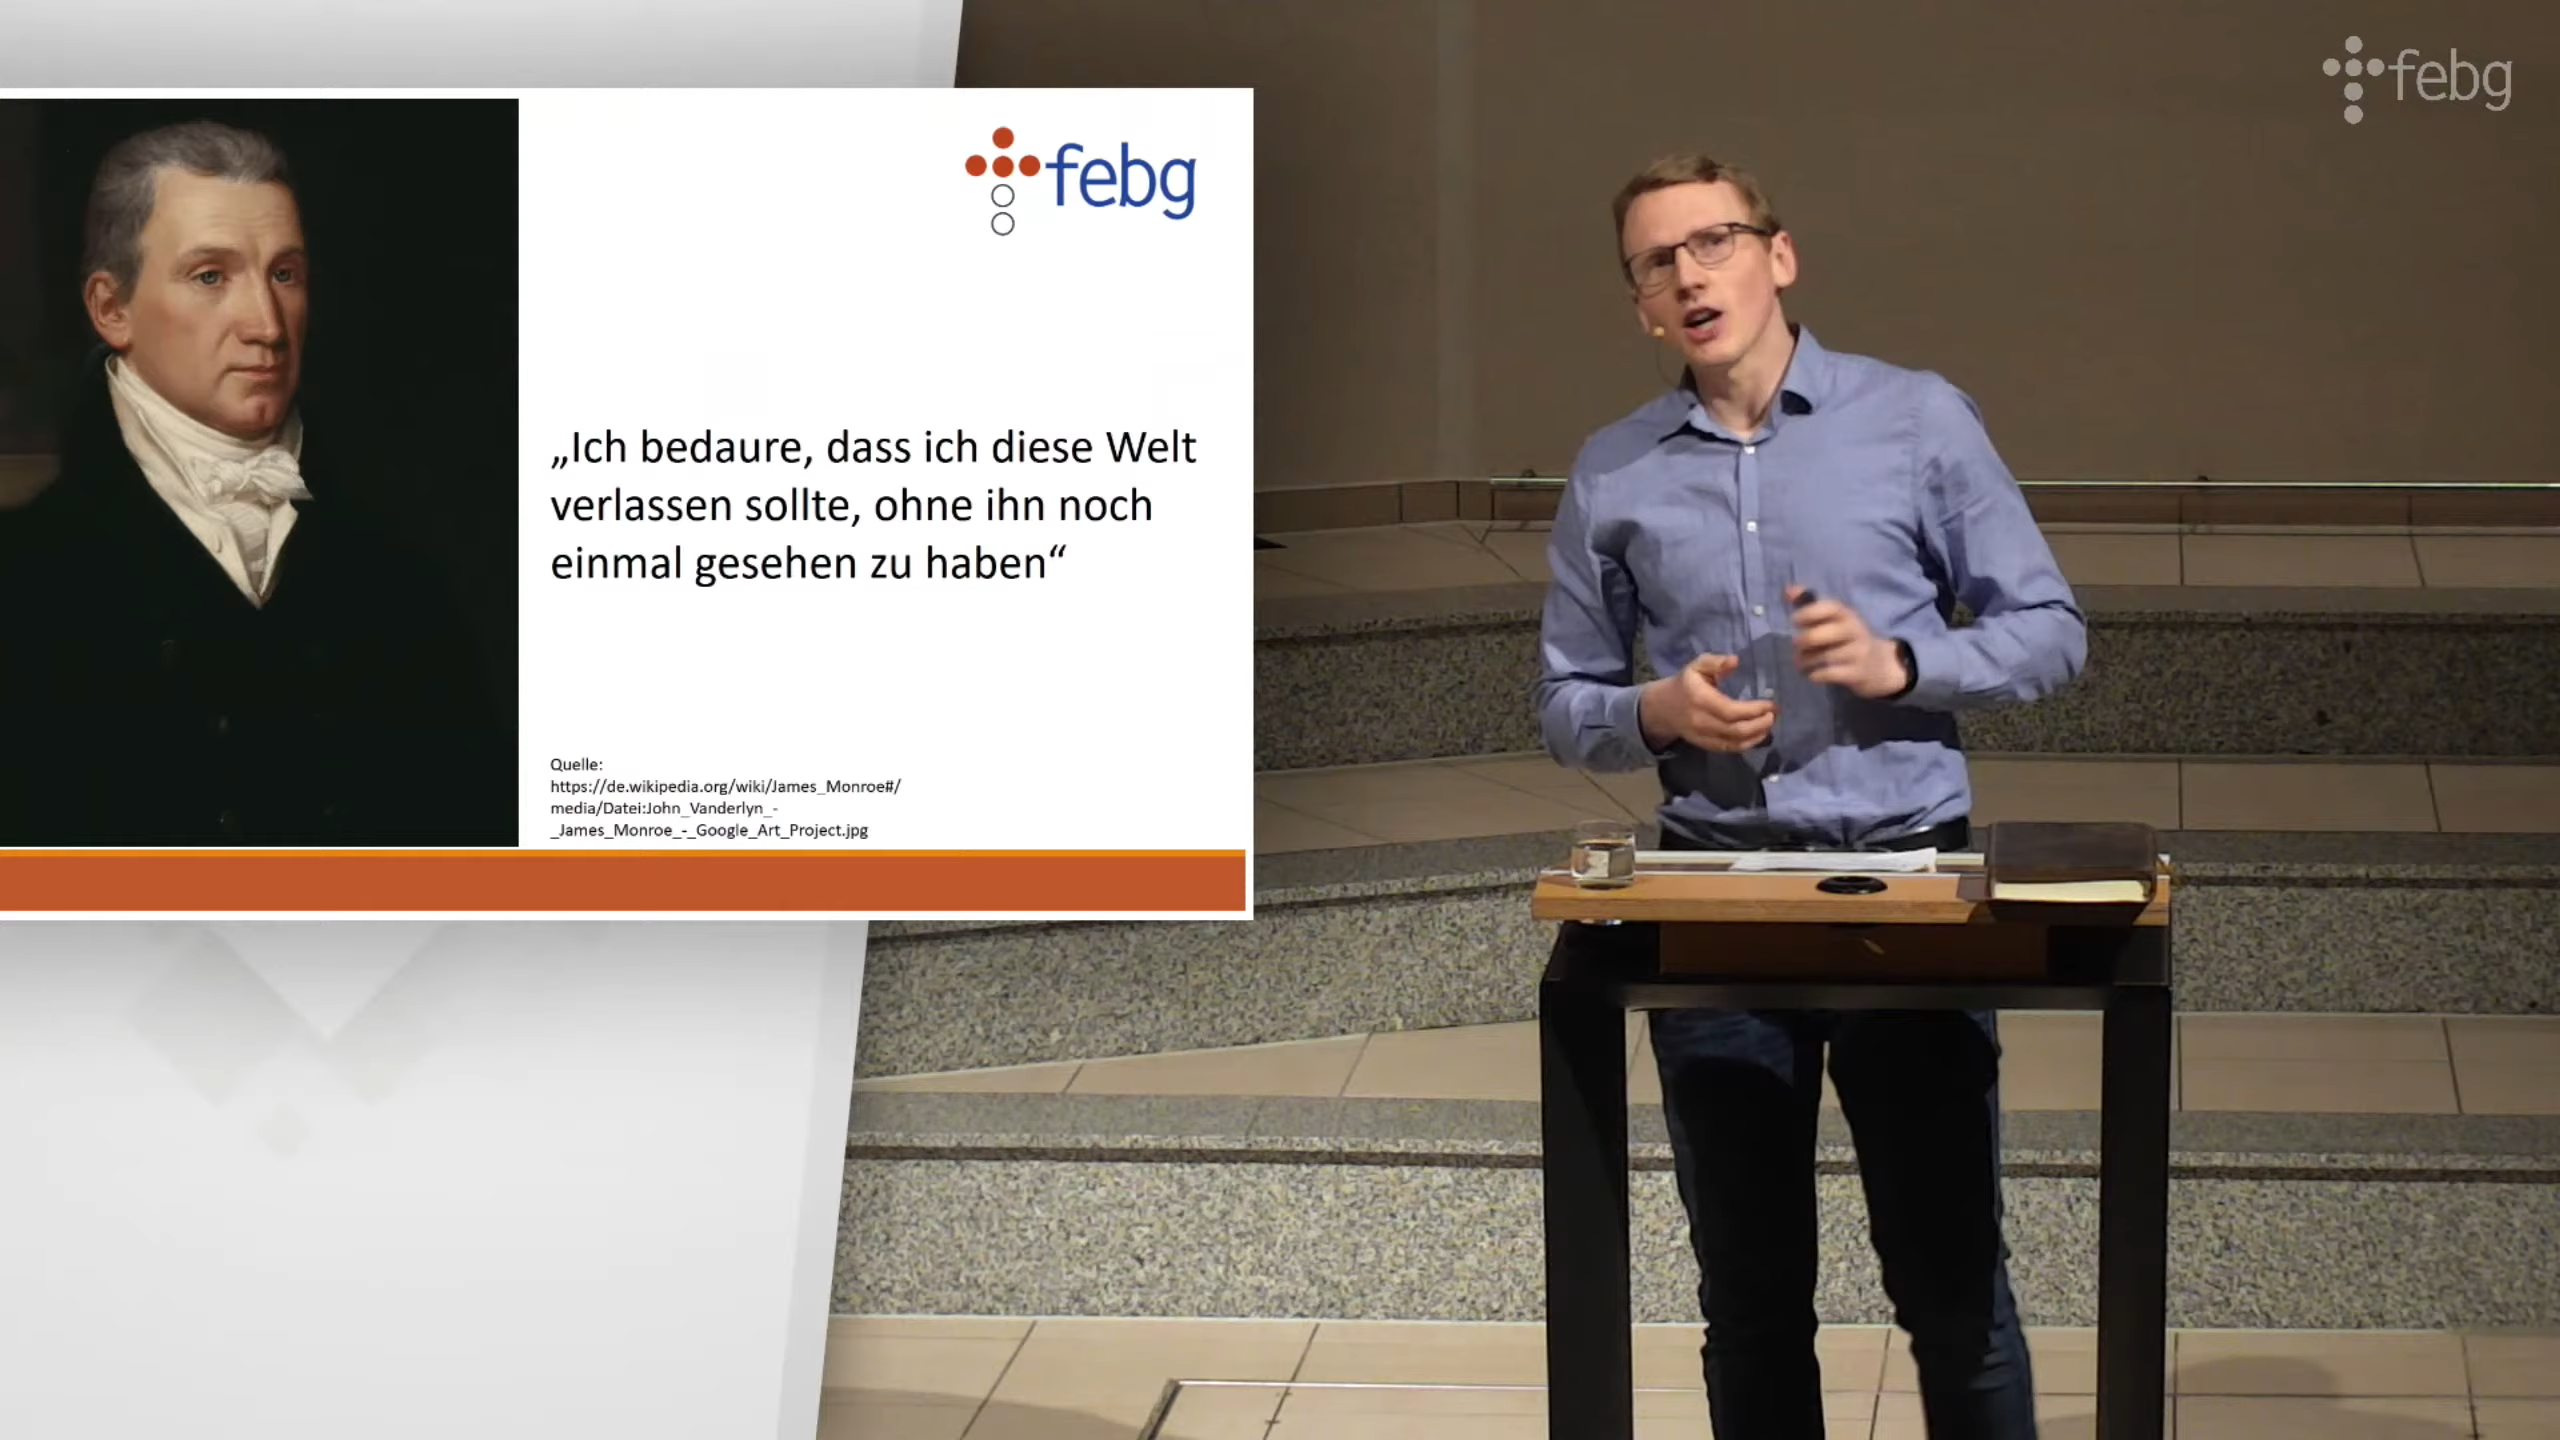 febg
„Ich bedaure, dass ich diese Welt
verlassen sollte, ohne ihn noch
einmal gesehen zu haben“
Quelle:
https://de.wikipedia.org/wiki/James_Monroe#/
media/Datei:John_Vanderlyn_-
_James_Monroe_-_Google_Art_Project.jpg
febg